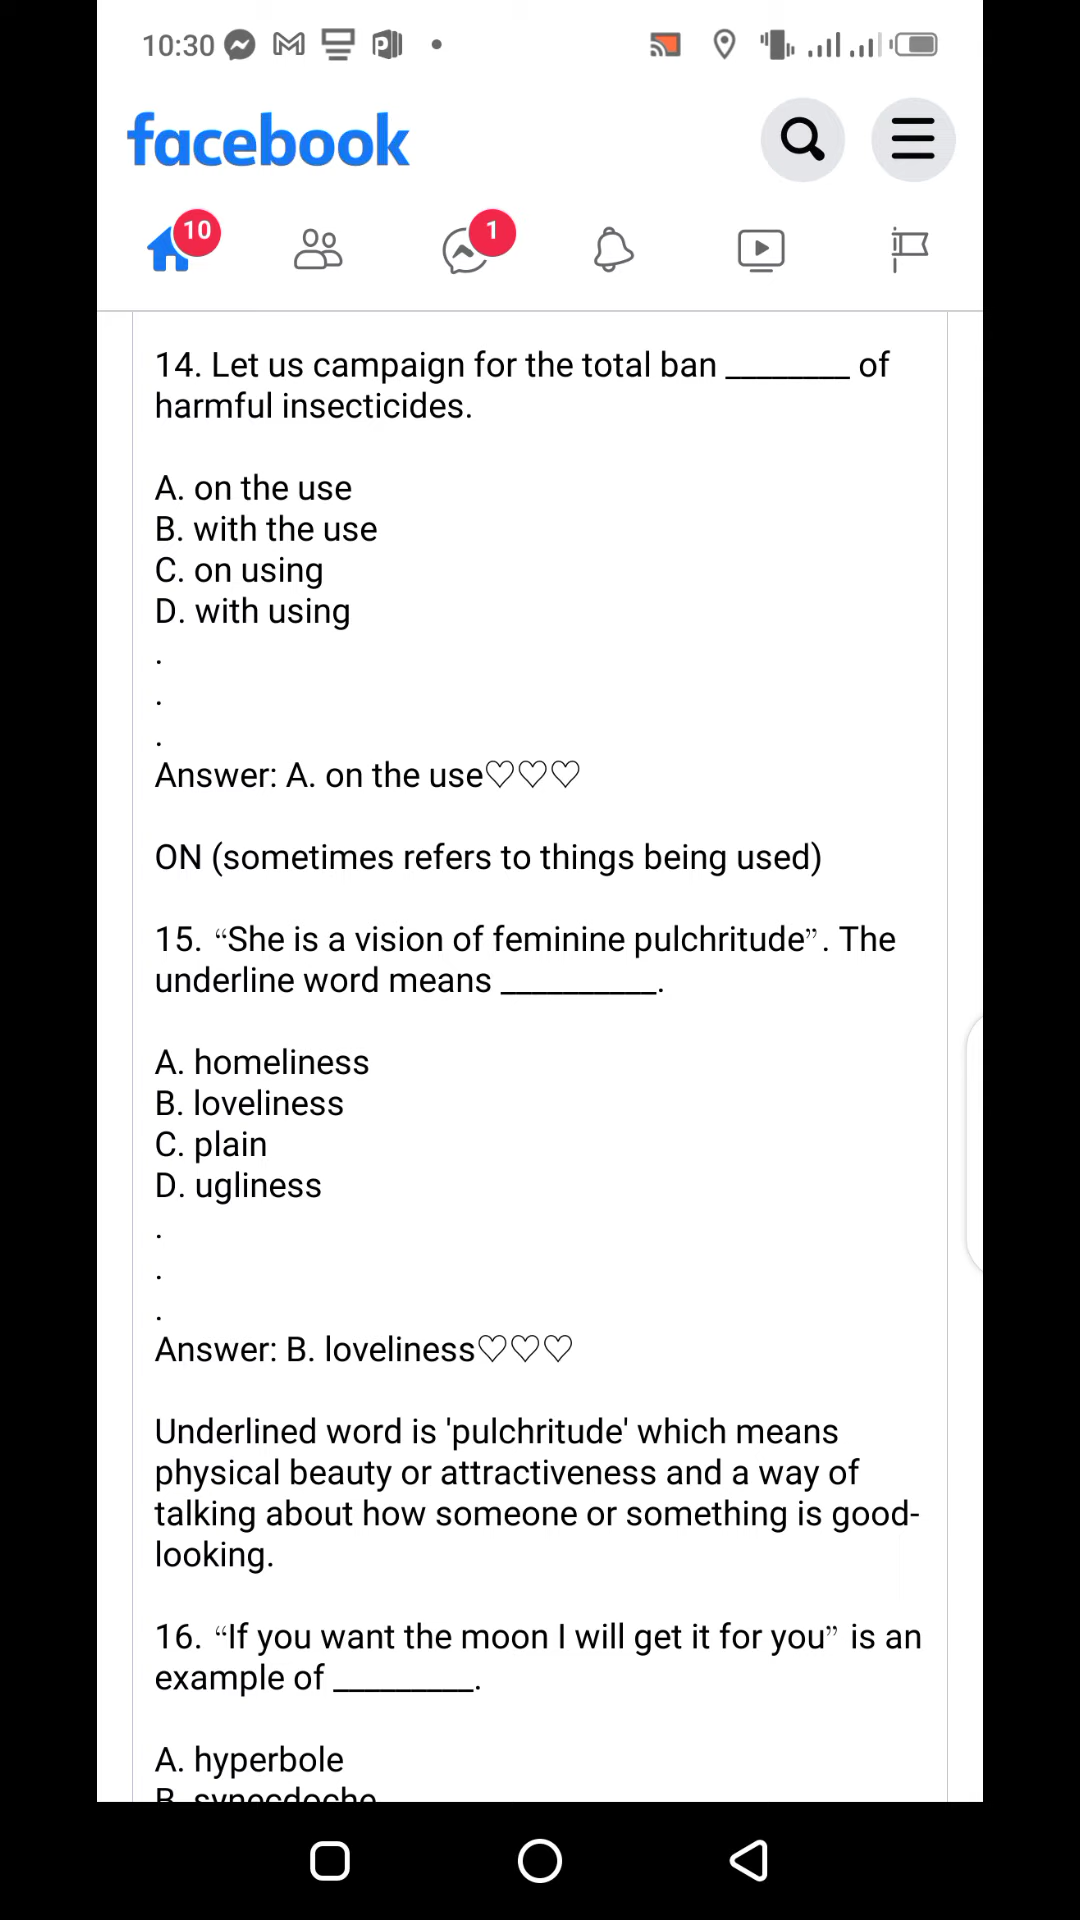 10:30
facebook
10
1
14. Let us campaign for the total ban ________ of
harmful insecticides.
A. on the use
B. with the use
C. on using
D. with using
.
.
.
Answer: A. on the use♡♡♡
ON (sometimes refers to things being used)
15. “She is a vision of feminine pulchritude”. The
underline word means __________.
A. homeliness
B. loveliness
C. plain
D. ugliness
.
.
.
Answer: B. loveliness♡♡♡
Underlined word is 'pulchritude' which means
physical beauty or attractiveness and a way of
talking about how someone or something is good-
looking.
16. “If you want the moon I will get it for you” is an
example of _________.
A. hyperbole
B. synecdoche